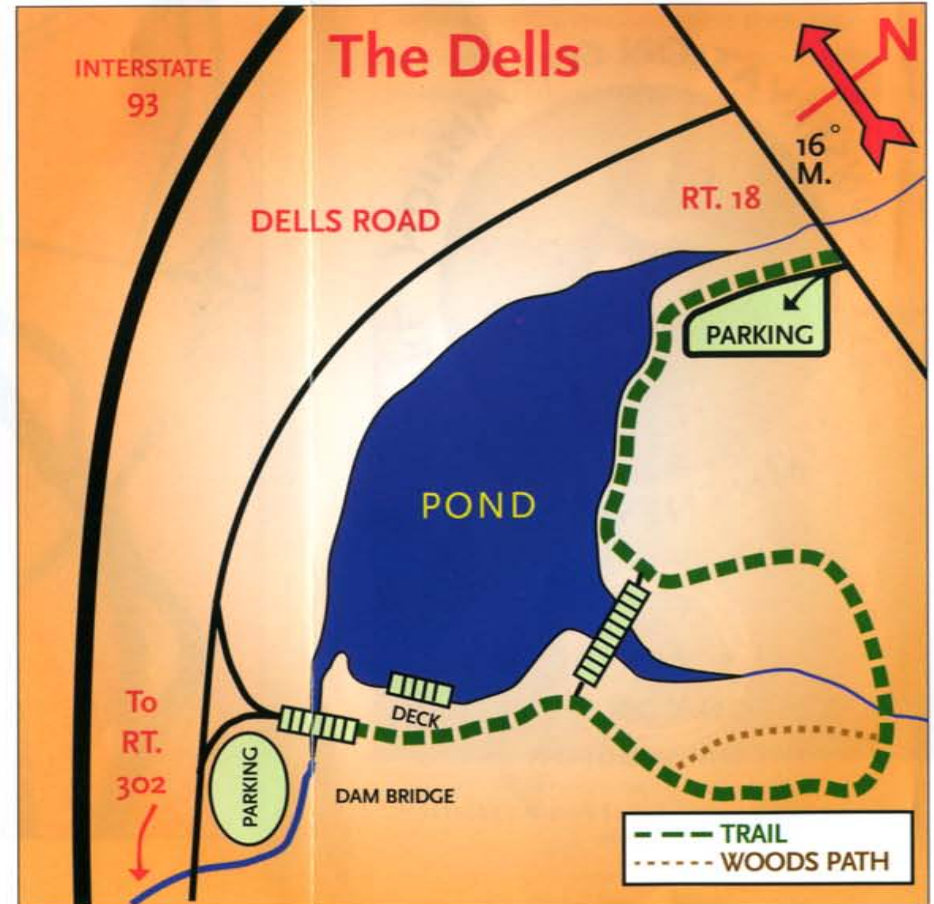 The Dells
INTERSTATE
93
N
16°
M.
DELLS ROAD
RT. 18
PARKING
POND
DECK
To
RT.
302
PARKING
DAM BRIDGE
TRAIL
WOODS PATH